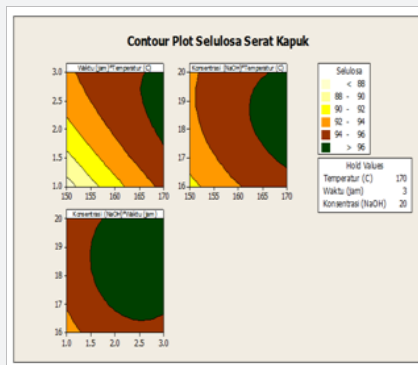 Contour Plot Selulosa Serat Kapuk
Waktu (jam)*Temperatur (C)
3.0
2.5
2.0
1.5
1.0
150 155 160 165 170
Konsentrasi (NaOH)*Temperatur (C)
20
19
18
17
16
150 155 160 165 170
Konsentrasi (NaOH)*Waktu (jam)
20
19
18
17
16
1.0 1.5 2.0 2.5 3.0
Selulosa
< 88
88 - 90
90 - 92
92 - 94
94 - 96
> 96
Hold Values
Temperatur (C) 170
Waktu (jam) 3
Konsentrasi (NaOH) 20